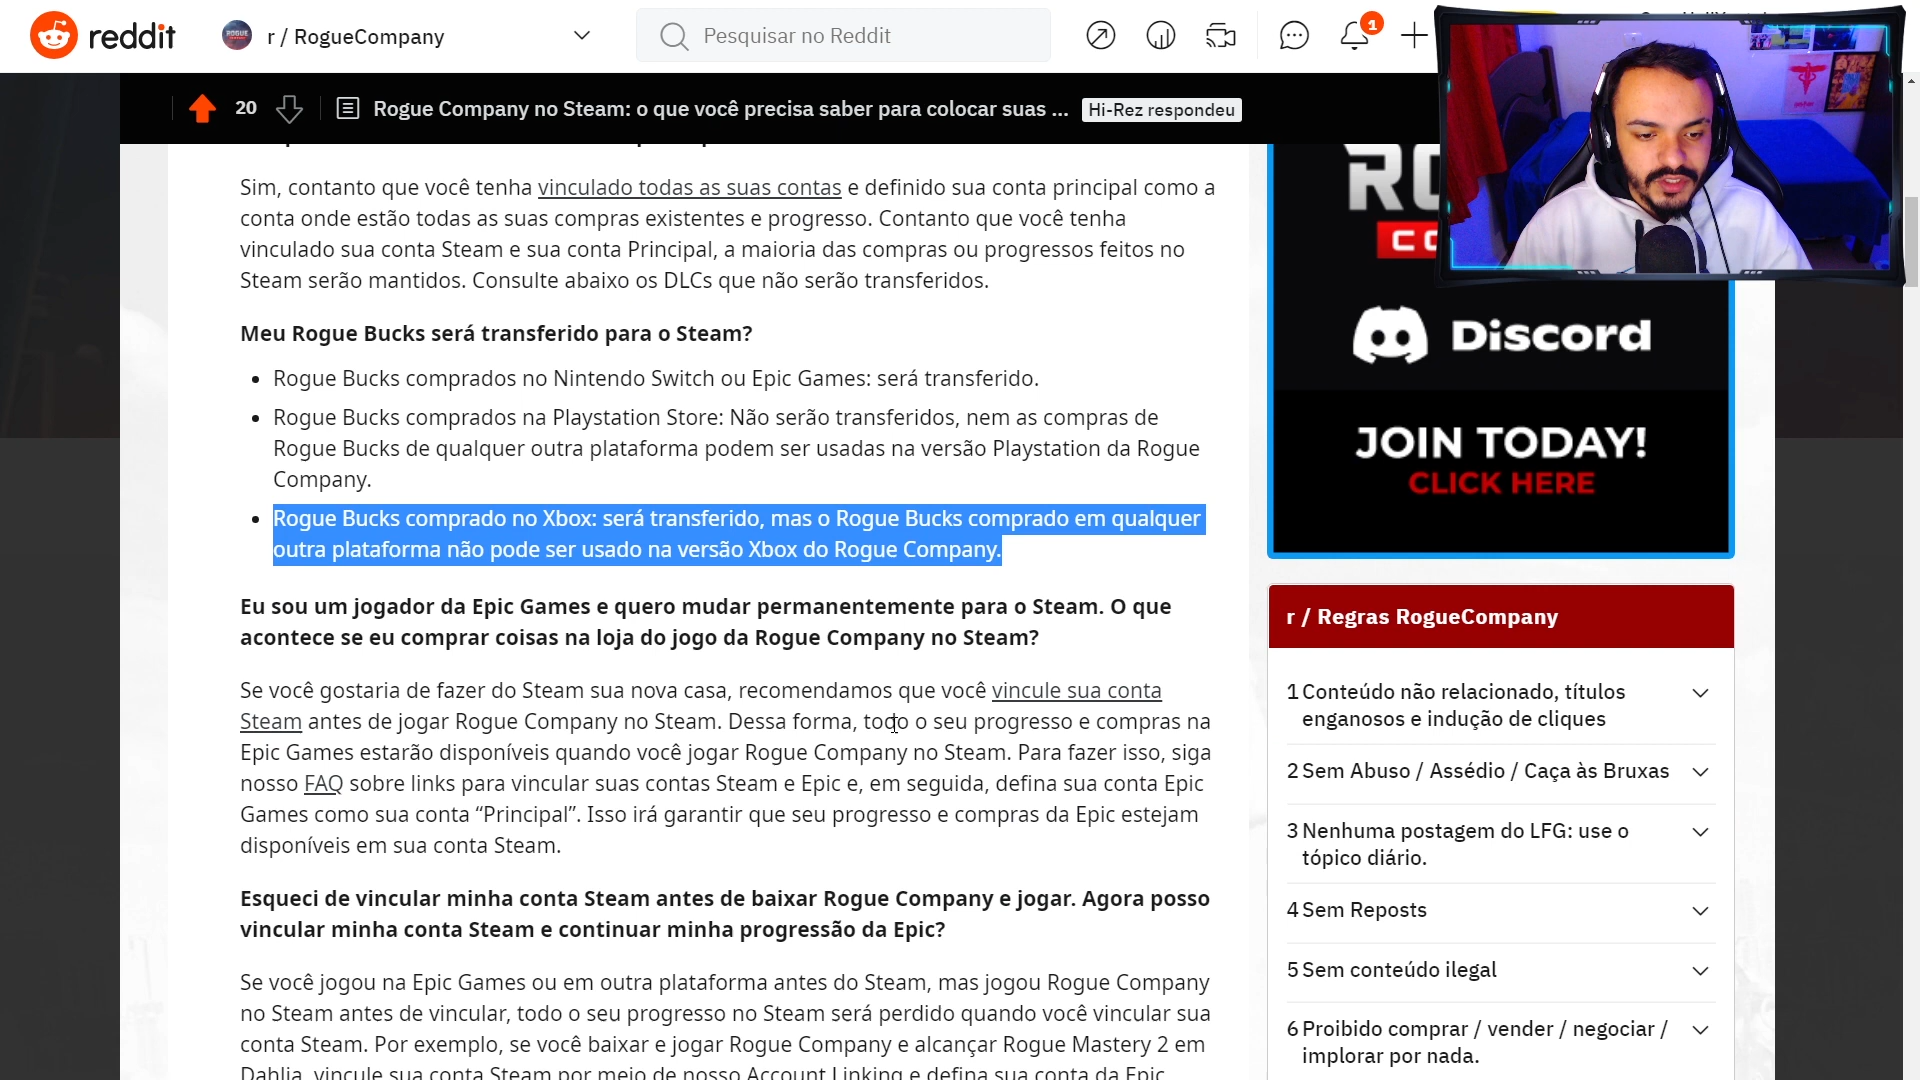 reddit
r / RogueCompany
Pesquisar no Reddit
1
20
Rogue Company no Steam: o que você precisa saber para colocar suas ...
Hi-Rez respondeu
Sim, contanto que você tenha vinculado todas as suas contas e definido sua conta principal como a
conta onde estão todas as suas compras existentes e progresso. Contanto que você tenha
vinculado sua conta Steam e sua conta Principal, a maioria das compras ou progressos feitos no
Steam serão mantidos. Consulte abaixo os DLCs que não serão transferidos.
Meu Rogue Bucks será transferido para o Steam?
Rogue Bucks comprados no Nintendo Switch ou Epic Games: será transferido.
Rogue Bucks comprados na Playstation Store: Não serão transferidos, nem as compras de
Rogue Bucks de qualquer outra plataforma podem ser usadas na versão Playstation da Rogue
Company.
Rogue Bucks comprado no Xbox: será transferido, mas o Rogue Bucks comprado em qualquer
outra plataforma não pode ser usado na versão Xbox do Rogue Company.
Eu sou um jogador da Epic Games e quero mudar permanentemente para o Steam. O que
acontece se eu comprar coisas na loja do jogo da Rogue Company no Steam?
Se você gostaria de fazer do Steam sua nova casa, recomendamos que você vincule sua conta
Steam antes de jogar Rogue Company no Steam. Dessa forma, todo o seu progresso e compras na
Epic Games estarão disponíveis quando você jogar Rogue Company no Steam. Para fazer isso, siga
nosso FAQ sobre links para vincular suas contas Steam e Epic e, em seguida, defina sua conta Epic
Games como sua conta “Principal”. Isso irá garantir que seu progresso e compras da Epic estejam
disponíveis em sua conta Steam.
Esqueci de vincular minha conta Steam antes de baixar Rogue Company e jogar. Agora posso
vincular minha conta Steam e continuar minha progressão da Epic?
Se você jogou na Epic Games ou em outra plataforma antes do Steam, mas jogou Rogue Company
no Steam antes de vincular, todo o seu progresso no Steam será perdido quando você vincular sua
conta Steam. Por exemplo, se você baixar e jogar Rogue Company e alcançar Rogue Mastery 2 em
Dahlia, vincule sua conta Steam por meio de nosso Account Linking e defina sua conta da Epic
RO
CO
Discord
JOIN TODAY!
CLICK HERE
r / Regras RogueCompany
1 Conteúdo não relacionado, títulos
enganosos e indução de cliques
2 Sem Abuso / Assédio / Caça às Bruxas
3 Nenhuma postagem do LFG: use o
tópico diário.
4 Sem Reposts
5 Sem conteúdo ilegal
6 Proibido comprar / vender / negociar /
implorar por nada.